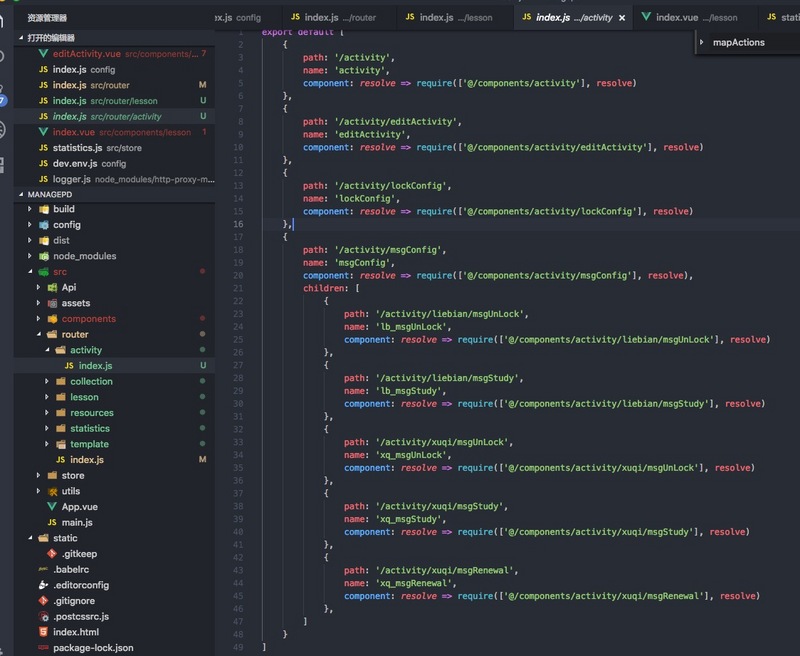 资源管理器
打开的编辑器
editActivity.vue src/components/... 7
index.js config
index.js src/router M
index.js src/router/lesson U
index.js src/router/activity U
index.vue src/components/lesson 1
statistics.js src/store
dev.env.js config
logger.js node_modules/http-proxy-m...
MANAGEPD
build
config
dist
node_modules
src
Api
assets
components
router
activity
index.js U
collection
lesson
resources
statistics
template
index.js M
store
utils
App.vue
main.js
static
.gitkeep
.babelrc
.editorconfig
.gitignore
.postcssrc.js
index.html
package-lock.json
ex.js config
index.js .../router
index.js .../lesson
index.js .../activity ×
index.vue .../lesson
stati
mapActions
1 export default [
2 {
3 path: '/activity',
4 name: 'activity',
5 component: resolve => require(['@/components/activity'], resolve)
6 },
7 {
8 path: '/activity/editActivity',
9 name: 'editActivity',
10 component: resolve => require(['@/components/activity/editActivity'], resolve)
11 },
12 {
13 path: '/activity/lockConfig',
14 name: 'lockConfig',
15 component: resolve => require(['@/components/activity/lockConfig'], resolve)
16 },
17 {
18 path: '/activity/msgConfig',
19 name: 'msgConfig',
20 component: resolve => require(['@/components/activity/msgConfig'], resolve),
21 children: [
22 {
23 path: '/activity/liebian/msgUnLock',
24 name: 'lb_msgUnLock',
25 component: resolve => require(['@/components/activity/liebian/msgUnLock'], resolve)
26 },
27 {
28 path: '/activity/liebian/msgStudy',
29 name: 'lb_msgStudy',
30 component: resolve => require(['@/components/activity/liebian/msgStudy'], resolve)
31 },
32 {
33 path: '/activity/xuqi/msgUnLock',
34 name: 'xq_msgUnLock',
35 component: resolve => require(['@/components/activity/xuqi/msgUnLock'], resolve)
36 },
37 {
38 path: '/activity/xuqi/msgStudy',
39 name: 'xq_msgStudy',
40 component: resolve => require(['@/components/activity/xuqi/msgStudy'], resolve)
41 },
42 {
43 path: '/activity/xuqi/msgRenewal',
44 name: 'xq_msgRenewal',
45 component: resolve => require(['@/components/activity/xuqi/msgRenewal'], resolve)
46 },
47 ]
48 }
49 ]